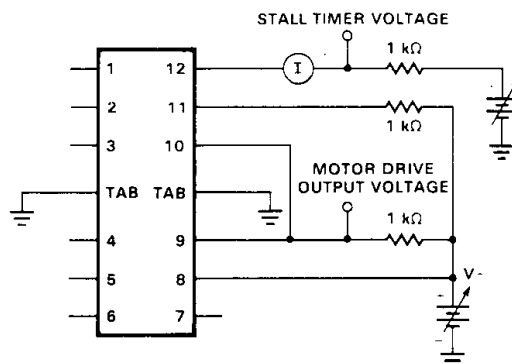 STALL TIMER VOLTAGE
1 kΩ
1 12 I
2 11
1 kΩ
3 10
MOTOR DRIVE
OUTPUT VOLTAGE
TAB TAB
1 kΩ
4 9
5 8 V-
6 7